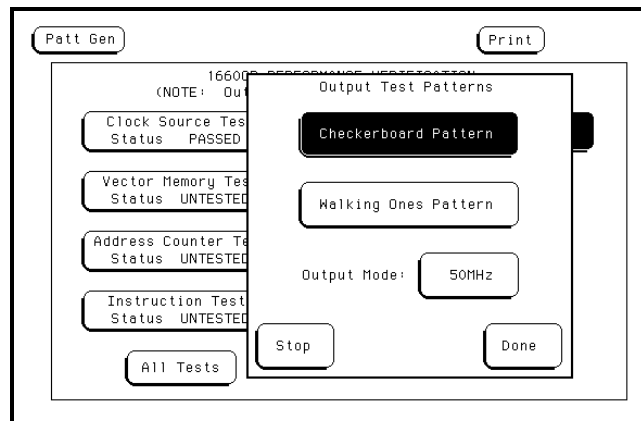 Patt Gen
Print
(NOTE: Out
Output Test Patterns
Clock Source Tes
Status PASSED
Checkerboard Pattern
Vector Memory Tes
Status UNTESTED
Walking Ones Pattern
Address Counter Te
Status UNTESTED
Output Mode:
50MHz
Instruction Test
Status UNTESTED
Stop
Done
All Tests